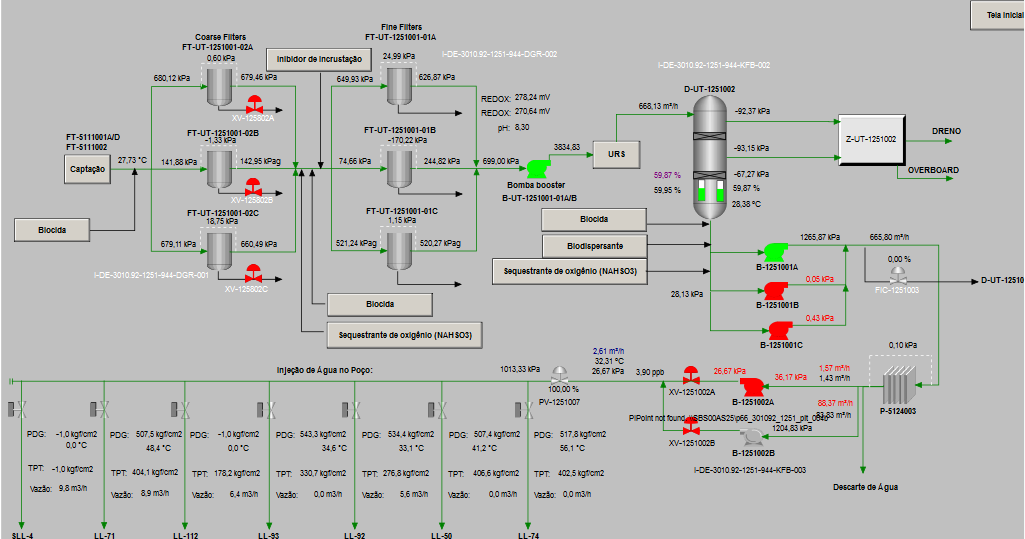 Tela Inicial
Coarse Filters
FT-UT-1251001-02A
0,60 kPa
680,12 kPa
679,46 kPa
XV-125802A
Inibidor de Incrustação
Fine Filters
FT-UT-1251001-01A
24,99 kPa
649,93 kPa
626,87 kPa
I-DE-3010.92-1251-944-DGR-002
I-DE-3010.92-1251-944-KFB-002
REDOX: 278,24 mV
REDOX: 270,64 mV
pH: 8,30
D-UT-1251002
668,13 m³/h
-92,37 kPa
-93,15 kPa
-67,27 kPa
59,87 %
59,95 %
59,87 %
28,38 ºC
Z-UT-1251002
DRENO
OVERBOARD
FT-5111001A/D
FT-5111002
27,73 °C
Captação
FT-UT-1251001-02B
-1,33 kPa
141,88 kPa
142,95 kPag
XV-125802B
FT-UT-1251001-01B
-170,22 kPa
74,66 kPa
244,82 kPa
699,00 kPa
3834,83
URS
Bomba booster
B-UT-1251001-01A/B
FT-UT-1251001-02C
18,75 kPa
679,11 kPa
660,49 kPa
XV-125802C
FT-UT-1251001-01C
1,15 kPa
521,24 kPag
520,27 kPag
Biocida
I-DE-3010.92-1251-944-DGR-001
Biocida
Sequestrante de oxigênio (NAHSO3)
Biocida
Biodispersante
Sequestrante de oxigênio (NAHSO3)
28,13 kPa
1265,87 kPa
B-1251001A
0,05 kPa
B-1251001B
0,43 kPa
B-1251001C
665,80 m³/h
0,00 %
FIC-1251003
D-UT-12510
0,10 kPa
P-5124003
Injeção de Água no Poço:
1013,33 kPa
100,00 %
PV-1251007
2,61 m³/h
32,31 ºC
26,67 kPa
3,90 ppb
XV-1251002A
26,67 kPa
B-1251002A
36,17 kPa
1,57 m³/h
1,43 m³/h
88,37 m³/h
XV-1251002B
1204,83 kPa
B-1251002B
I-DE-3010.92-1251-944-KFB-003
Descarte de Água
PDG: -1,0 kgf/cm2
0,0 ºC
TPT: -1,0 kgf/cm2
Vazão: 9,8 m3/h
SLL-4
PDG: 507,5 kgf/cm2
48,4 ºC
TPT: 404,1 kgf/cm2
Vazão: 8,9 m3/h
LL-71
PDG: -1,0 kgf/cm2
0,0 ºC
TPT: 178,2 kgf/cm2
Vazão: 6,4 m3/h
LL-112
PDG: 543,3 kgf/cm2
34,6 ºC
TPT: 330,7 kgf/cm2
Vazão: 0,0 m3/h
LL-93
PDG: 534,4 kgf/cm2
33,1 ºC
TPT: 276,8 kgf/cm2
Vazão: 5,6 m3/h
LL-92
PDG: 507,4 kgf/cm2
41,2 ºC
TPT: 406,6 kgf/cm2
Vazão: 0,0 m3/h
LL-50
PDG: 517,8 kgf/cm2
56,1 ºC
TPT: 402,5 kgf/cm2
Vazão: 0,0 m3/h
LL-74